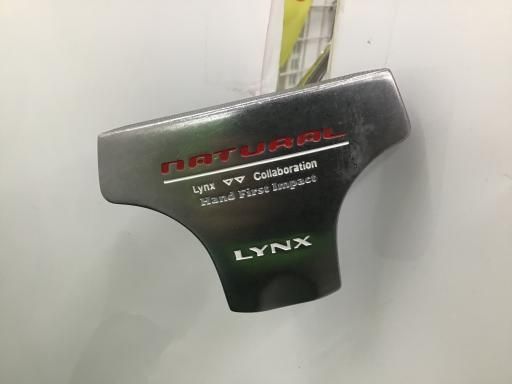 NATURAL
Lynx ▽▽ Collaboration
Hand First Impact
LYNX